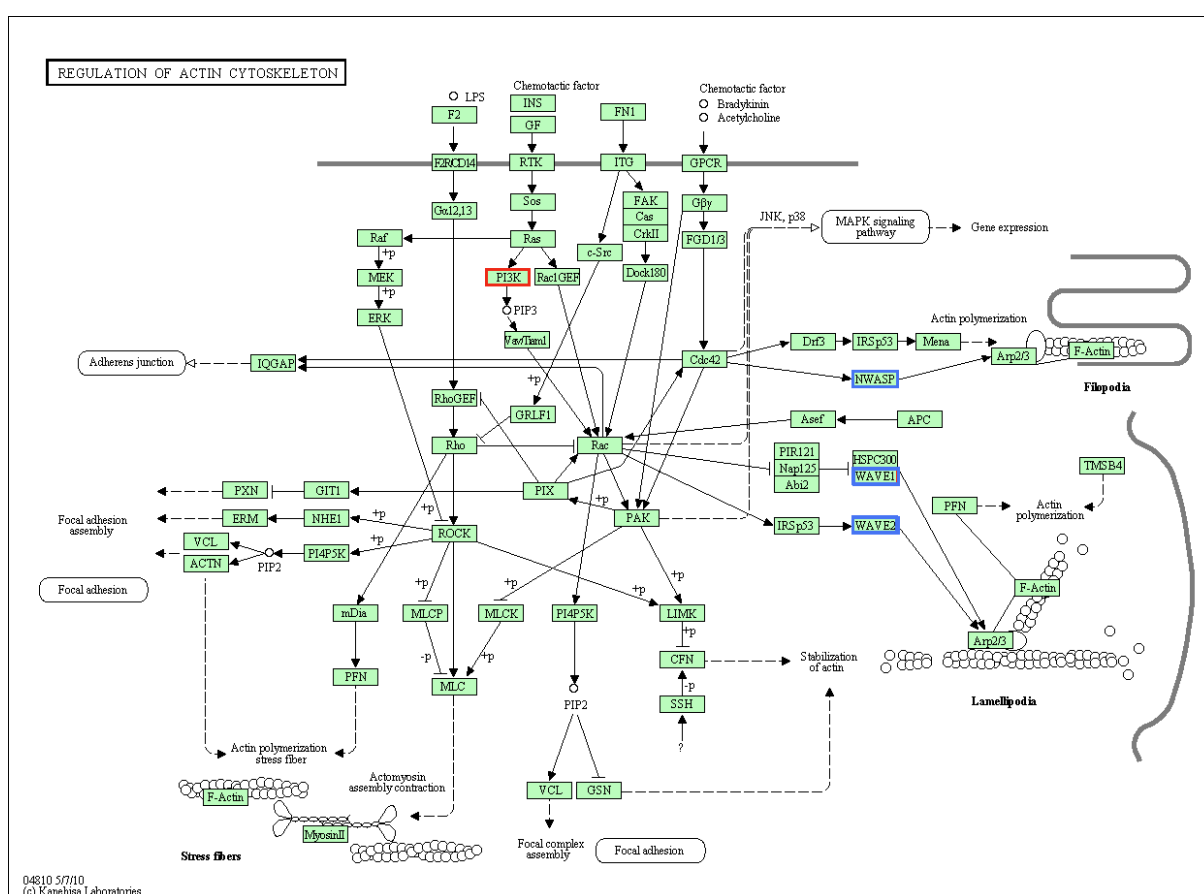 REGULATION OF ACTIN CYTOSKELETON
LPS
F2
Chemotactic factor
INS
GF
FN1
Chemotactic factor
Bradykinin
Acetylcholine
F2R/CD14
RTK
ITG
GPCR
Gα12,13
Sos
FAK
Cas
CrkII
Gβγ
JNK, p38
MAPK signaling
pathway
Gene expression
Raf
Ras
c-Src
FGD1/3
+p
MEK
PI3K
Rac1GEF
Dock180
+p
ERK
PIP3
Vav/Tiam1
Actin polymerization
Drf3
IRSp53
Mena
Arp2/3
F-Actin
Adherens junction
IQGAP
Cdc42
+p
NWASP
Filopodia
RhoGEF
GRLF1
Asef
APC
Rho
Rac
PIR121
Nap125
Abi2
HSPC300
WAVE1
TMSB4
PXN
GIT1
PIX
+p
PAK
PFN
Actin
polymerization
Focal adhesion
assembly
ERM
NHE1
+p
+p
ROCK
IRSp53
WAVE2
VCL
ACTN
PIP2
PI4P5K
+p
Focal adhesion
+p
+p
+p
+p
F-Actin
mDia
MLCP
MLCK
PI4P5K
LIMK
+p
Arp2/3
-p
+p
CFN
Stabilization
of actin
PFN
MLC
-p
PIP2
SSH
Lamellipodia
?
Actin polymerization
stress fiber
Actomyosin
assembly contraction
F-Actin
VCL
GSN
MyosinII
Stress fibers
Focal complex
assembly
Focal adhesion
04810 5/7/10
(c) Kanehisa Laboratories